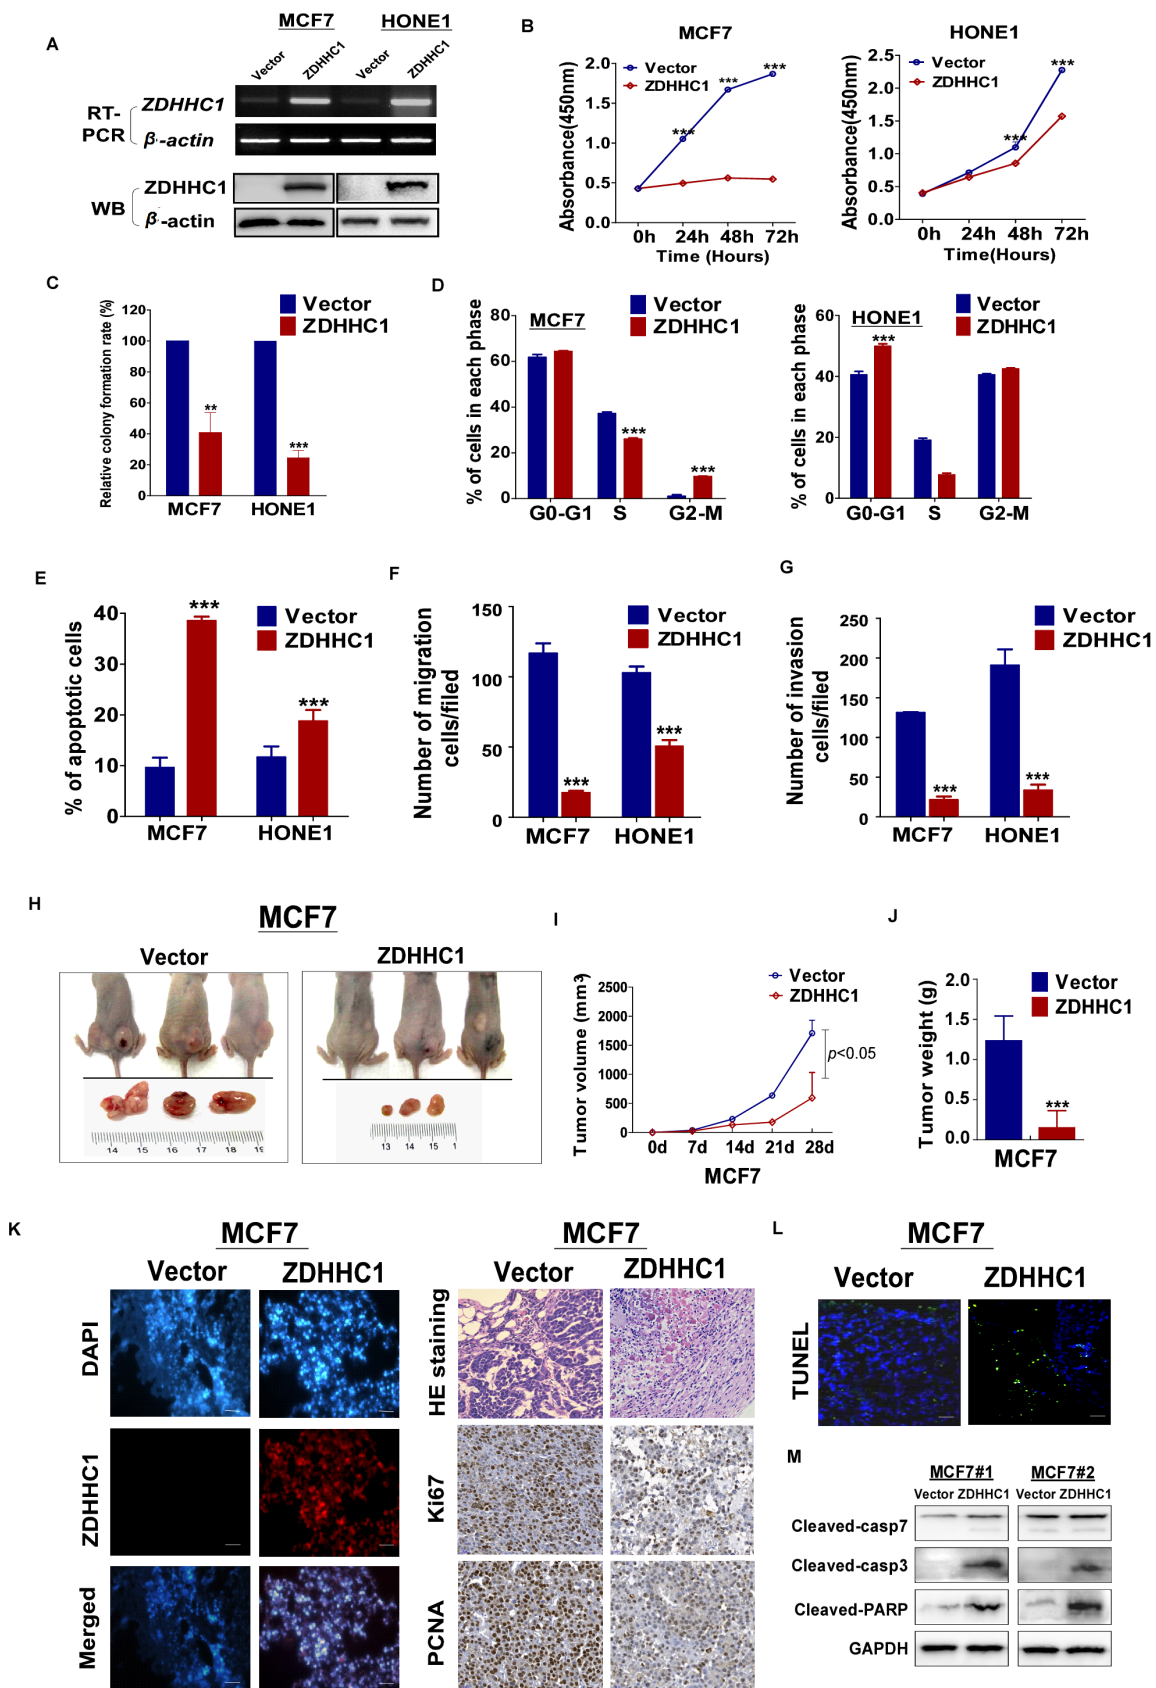 A
MCF7 HONE1
Vector ZDHHC1 Vector ZDHHC1
RT-PCR
ZDHHC1
β-actin
WB
ZDHHC1
β-actin
B
MCF7
Vector
ZDHHC1
Absorbance(450nm)
2.0
1.5
1.0
0.5
0.0
***
***
***
0h 24h 48h 72h
Time (Hours)
HONE1
Vector
ZDHHC1
Absorbance(450nm)
2.5
2.0
1.5
1.0
0.5
0.0
***
***
0h 24h 48h 72h
Time(Hours)
C
Vector
ZDHHC1
Relative colony formation rate (%)
120
100
80
60
40
20
0
**
***
MCF7 HONE1
D
MCF7
Vector
ZDHHC1
% of cells in each phase
80
60
40
20
0
***
***
G0-G1 S G2-M
HONE1
Vector
ZDHHC1
% of cells in each phase
60
40
20
0
***
G0-G1 S G2-M
E
Vector
ZDHHC1
% of apoptotic cells
40
30
20
10
0
***
***
MCF7 HONE1
F
Vector
ZDHHC1
Number of migration
cells/filed
150
100
50
0
***
***
MCF7 HONE1
G
Vector
ZDHHC1
Number of invasion
cells/filed
250
200
150
100
50
0
***
***
MCF7 HONE1
H
MCF7
Vector ZDHHC1
14 15 16 17 18 19
13 14 15 1
I
Vector
ZDHHC1
Tumor volume (mm³)
2500
2000
1500
1000
500
0
p<0.05
0d 7d 14d 21d 28d
MCF7
J
Vector
ZDHHC1
Tumor weight (g)
2.0
1.5
1.0
0.5
0.0
***
MCF7
K
MCF7
Vector ZDHHC1
DAPI
ZDHHC1
Merged
MCF7
Vector ZDHHC1
HE staining
Ki67
PCNA
L
MCF7
Vector ZDHHC1
TUNEL
M
MCF7#1 MCF7#2
Vector ZDHHC1 Vector ZDHHC1
Cleaved-casp7
Cleaved-casp3
Cleaved-PARP
GAPDH